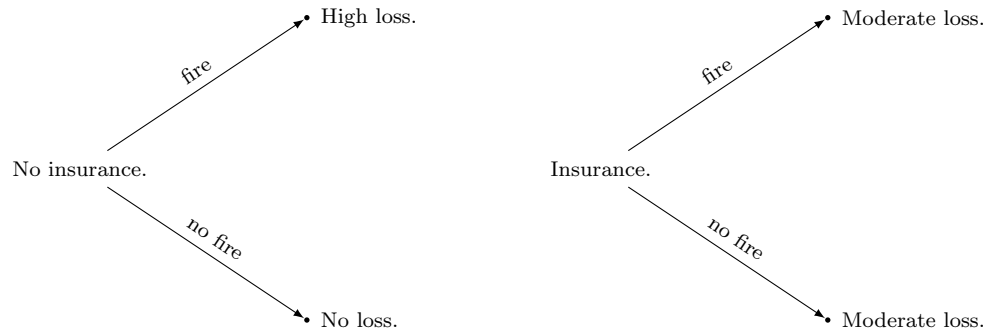 High loss.
fire
No insurance.
no fire
No loss.
Moderate loss.
fire
Insurance.
no fire
Moderate loss.